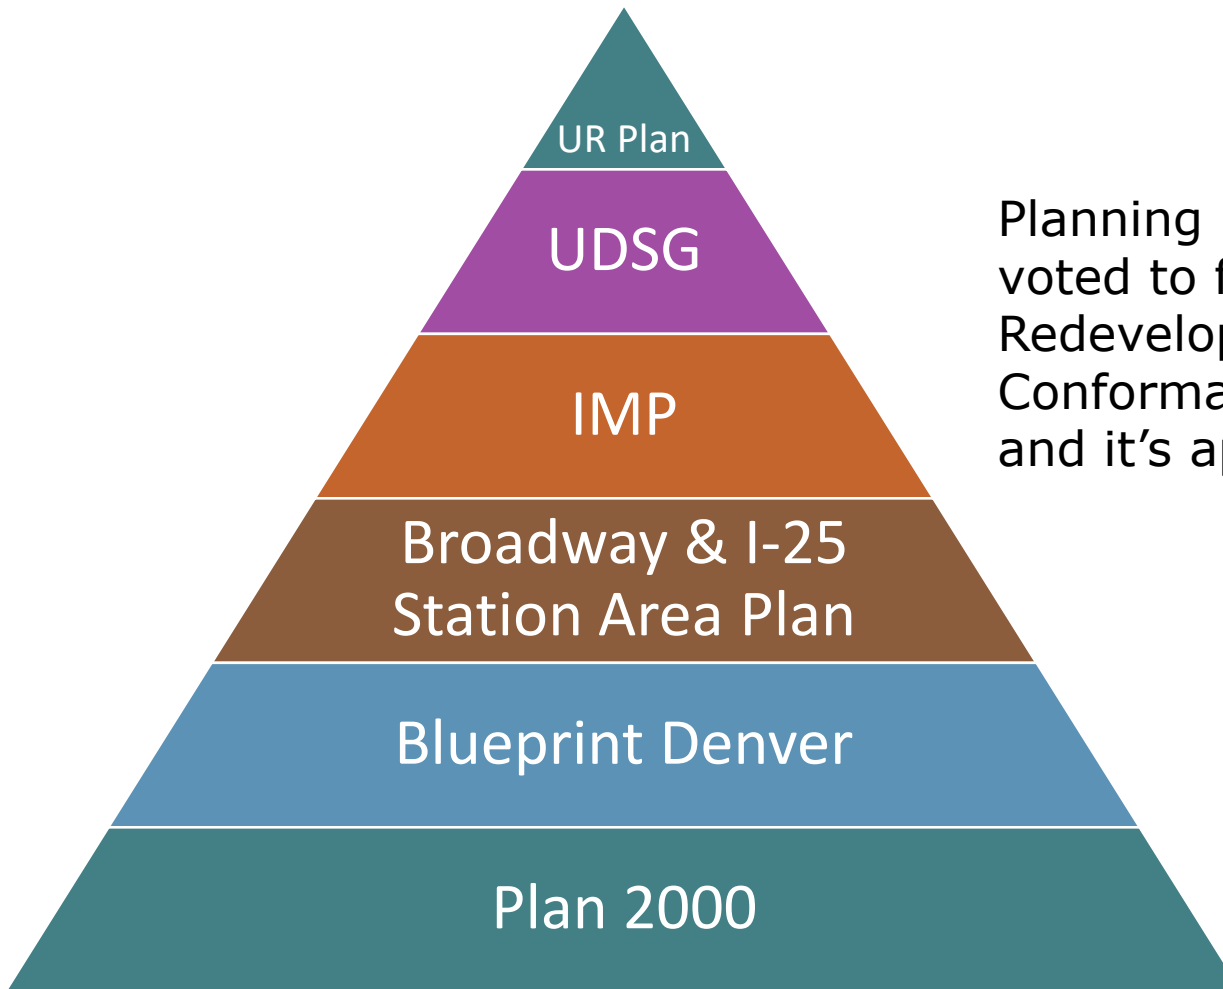 UR Plan
UDSG
IMP
Broadway & I-25
Station Area Plan
Blueprint Denver
Plan 2000
Planning
voted to
Redevelop
Conforma
and it’s